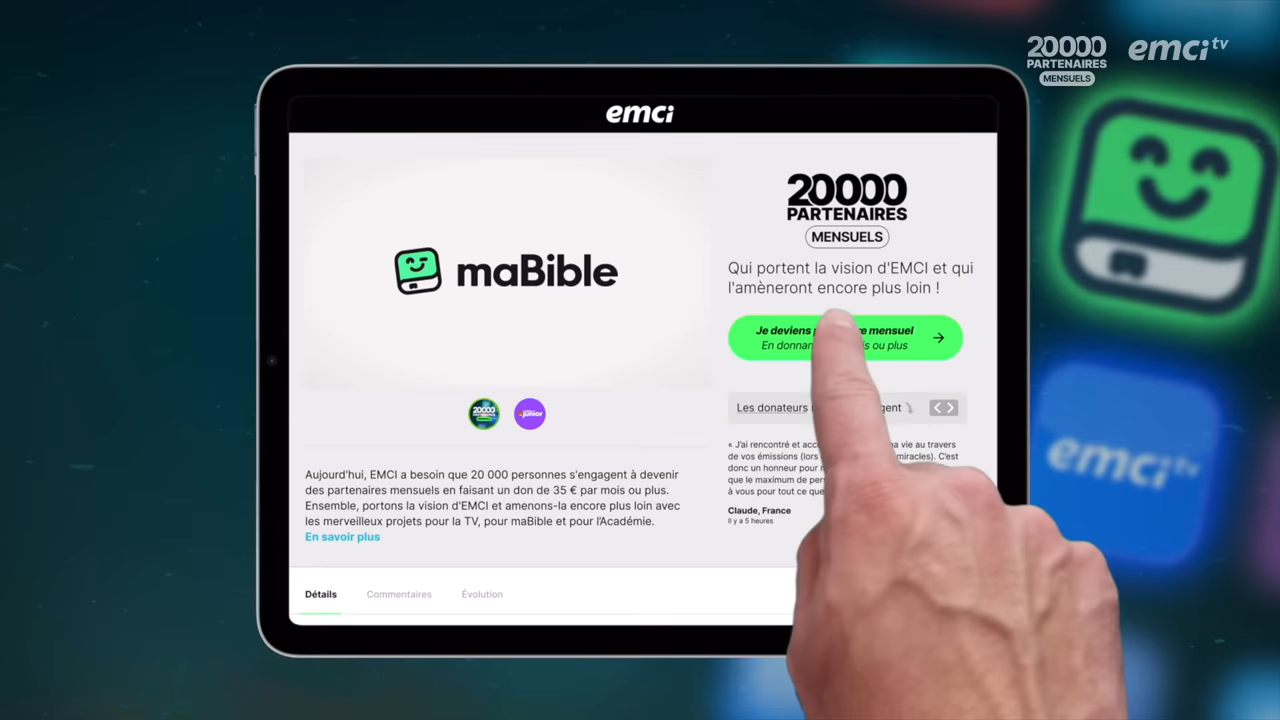 20000
PARTENAIRES
MENSUELS
emci tv
emci
maBible
20000
PARTENAIRES
MENSUELS
Qui portent la vision d'EMCI et qui
l'amèneront encore plus loin !
Je deviens re mensuel
En donnan is ou plus
Les donateurs gent
« J'ai rencontré et acc ma vie au travers
de vos émissions (lors miracles). C'est
donc un honneur pour
que le maximum de per
à vous pour tout ce que
Claude, France
Il y a 5 heures
20000
junior
Aujourd'hui, EMCI a besoin que 20 000 personnes s'engagent à devenir
des partenaires mensuels en faisant un don de 35 € par mois ou plus.
Ensemble, portons la vision d'EMCI et amenons-la encore plus loin avec
les merveilleux projets pour la TV, pour maBible et pour l'Académie.
En savoir plus
Détails
Commentaires
Évolution
emci tv